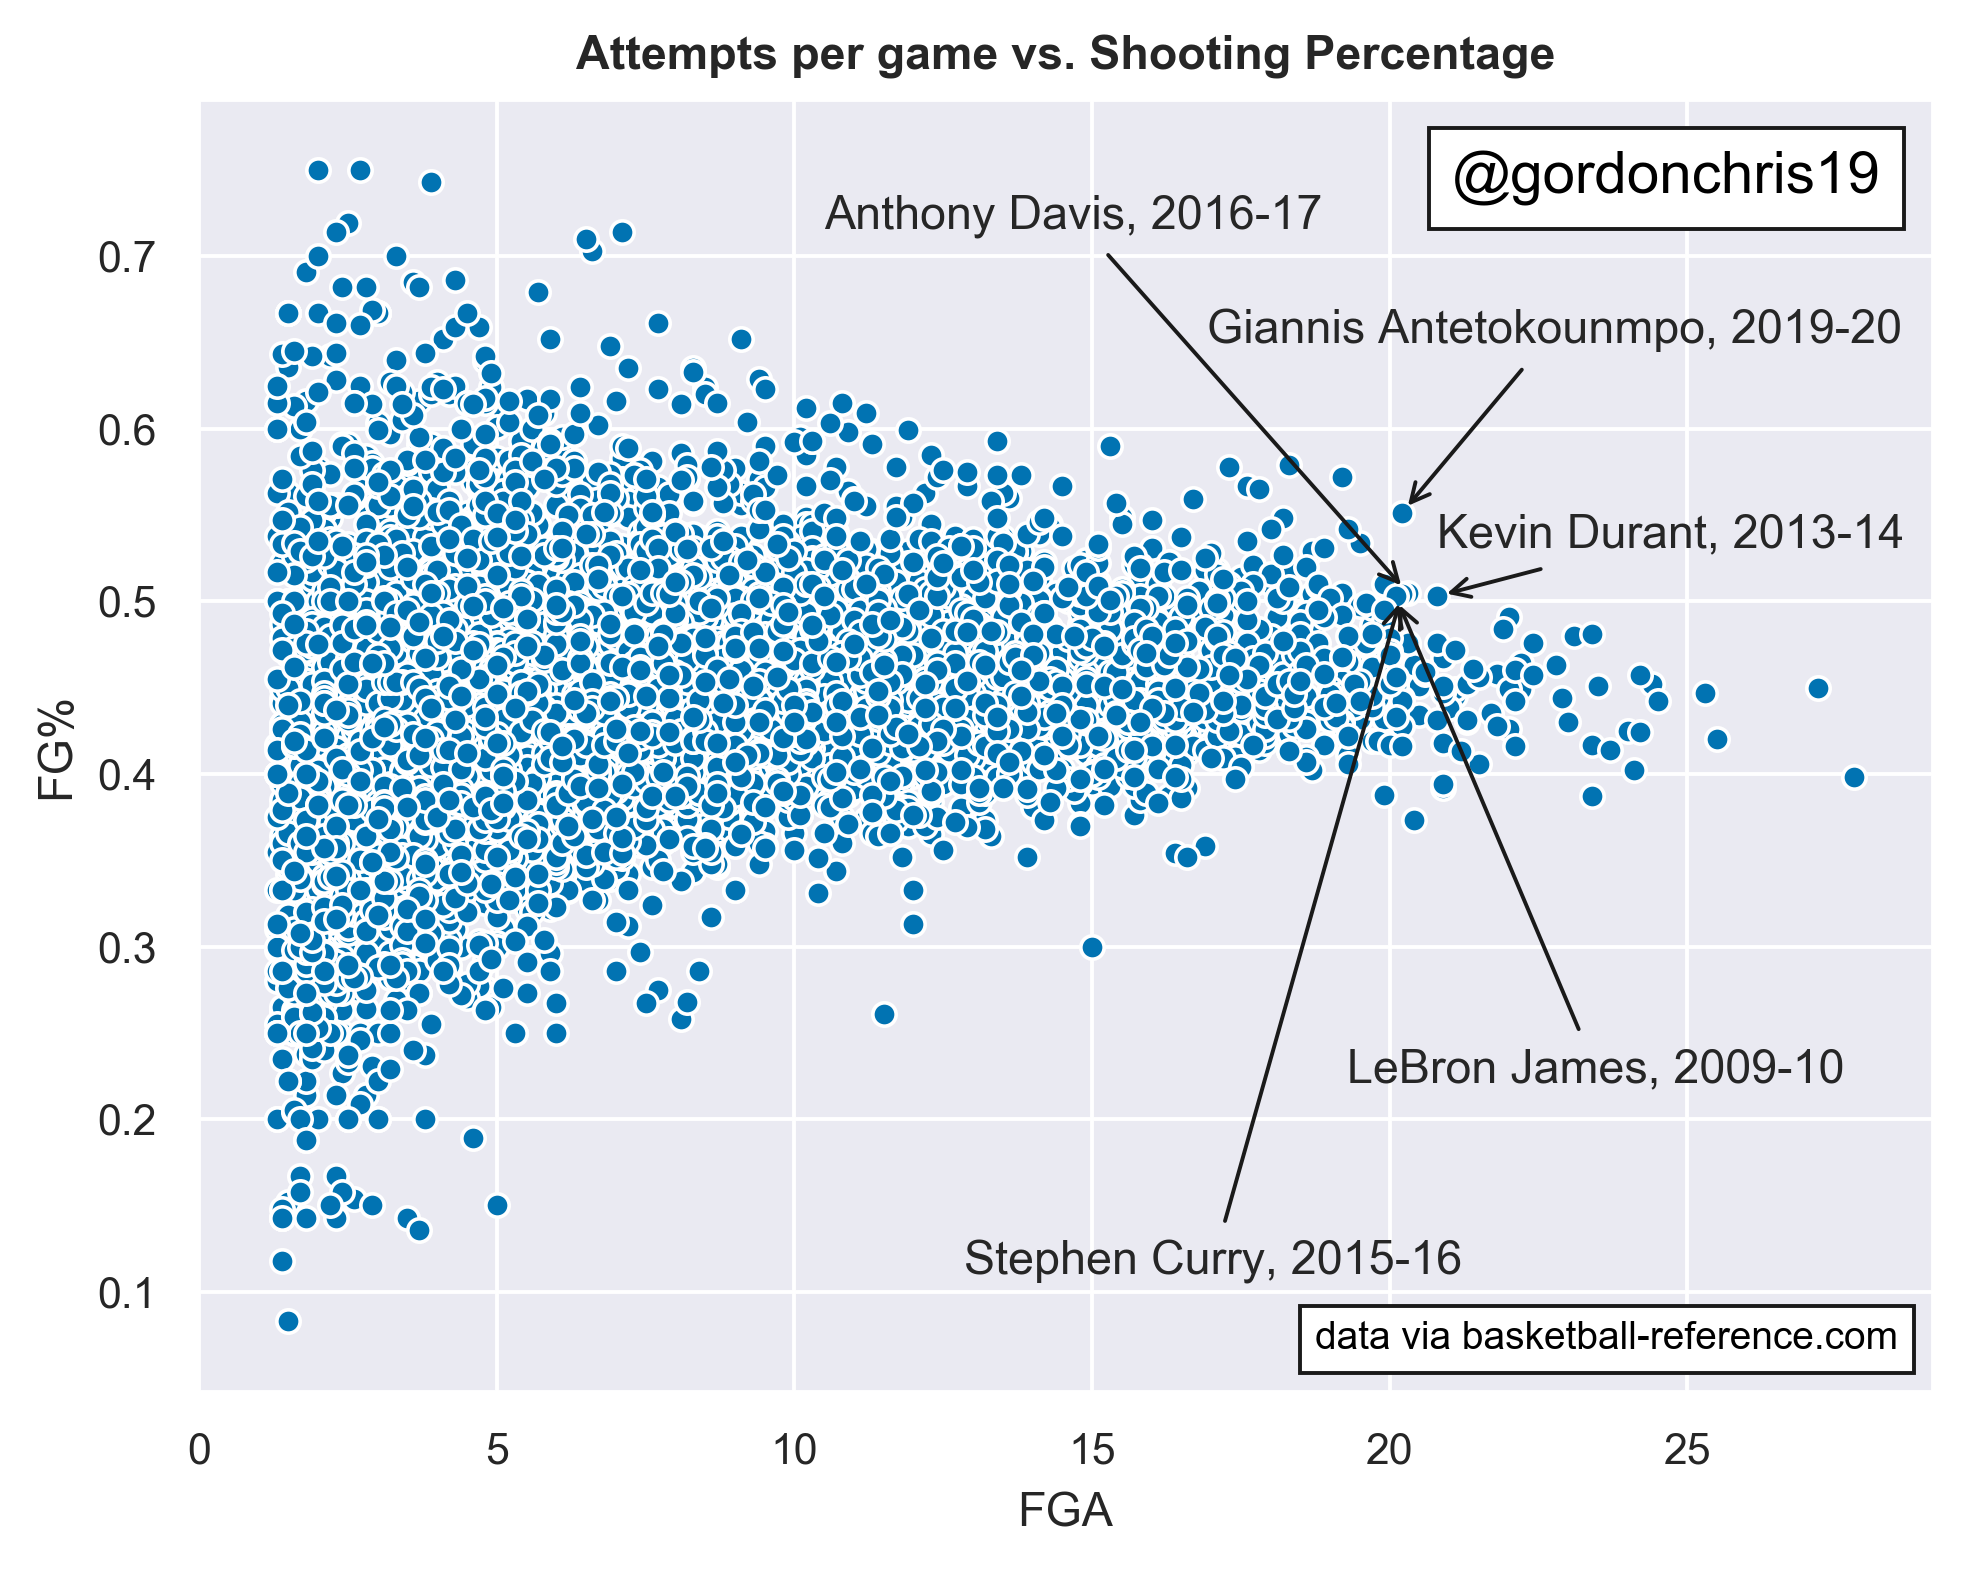 Attempts per game vs. Shooting Percentage
@gordonchris19
Anthony Davis, 2016-17
Giannis Antetokounmpo, 2019-20
Kevin Durant, 2013-14
LeBron James, 2009-10
Stephen Curry, 2015-16
data via basketball-reference.com
FG%
0.7
0.6
0.5
0.4
0.3
0.2
0.1
0
5
10
15
20
25
FGA